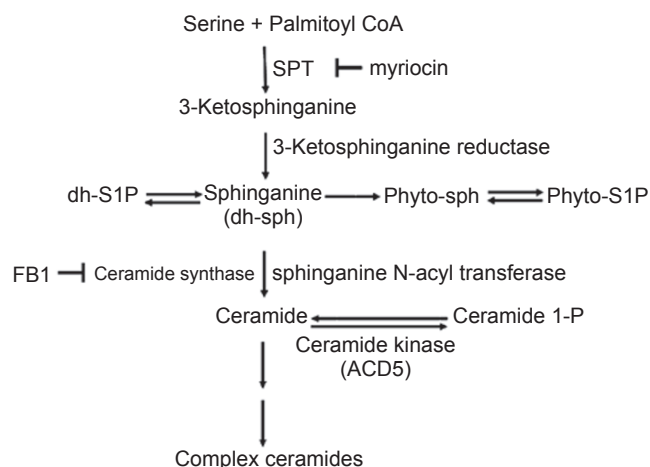 Serine + Palmitoyl CoA
SPT myriocin
3-Ketosphinganine
3-Ketosphinganine reductase
dh-S1P Sphinganine Phyto-sph Phyto-S1P
(dh-sph)
FB1 Ceramide synthase sphinganine N-acyl transferase
Ceramide Ceramide 1-P
Ceramide kinase
(ACD5)
Complex ceramides